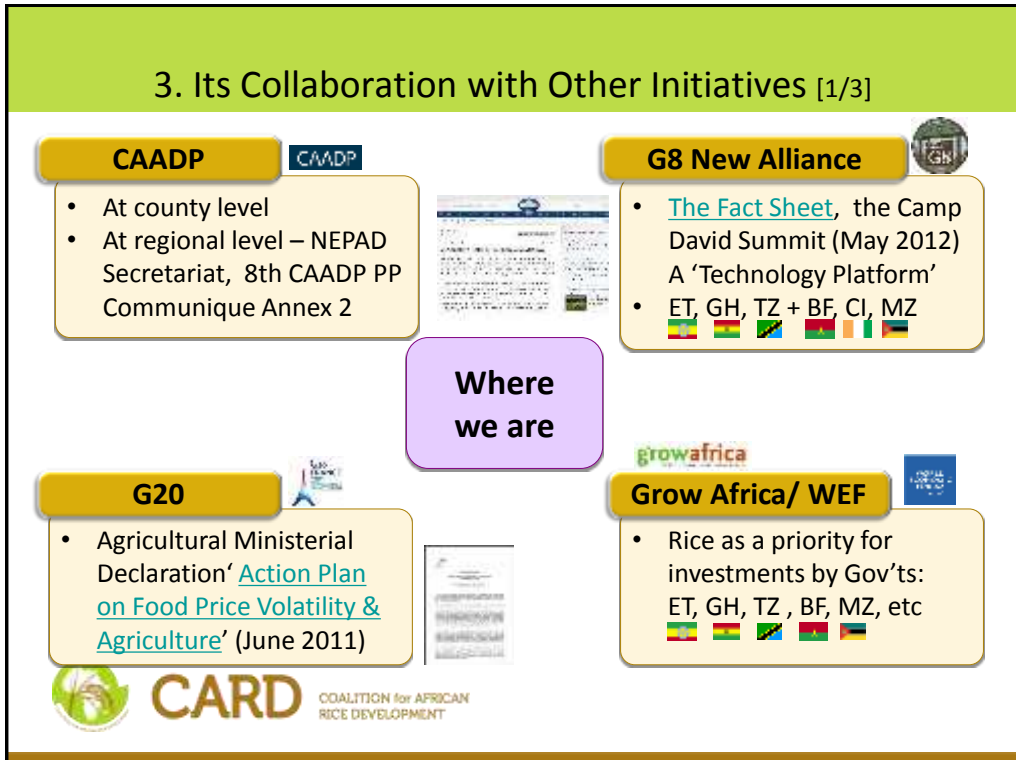 3. Its Collaboration with Other Initiatives [1/3]
CAADP
CAADP
• At county level
• At regional level – NEPAD
Secretariat, 8th CAADP PP
Communique Annex 2
G8 New Alliance
G8
• The Fact Sheet, the Camp
David Summit (May 2012)
A ‘Technology Platform’
• ET, GH, TZ + BF, CI, MZ
Where
we are
G20
• Agricultural Ministerial
Declaration‘ Action Plan
on Food Price Volatility &
Agriculture’ (June 2011)
growafrica
Grow Africa/ WEF
• Rice as a priority for
investments by Gov’ts:
ET, GH, TZ , BF, MZ, etc
CARD
COALITION for AFRICAN
RICE DEVELOPMENT